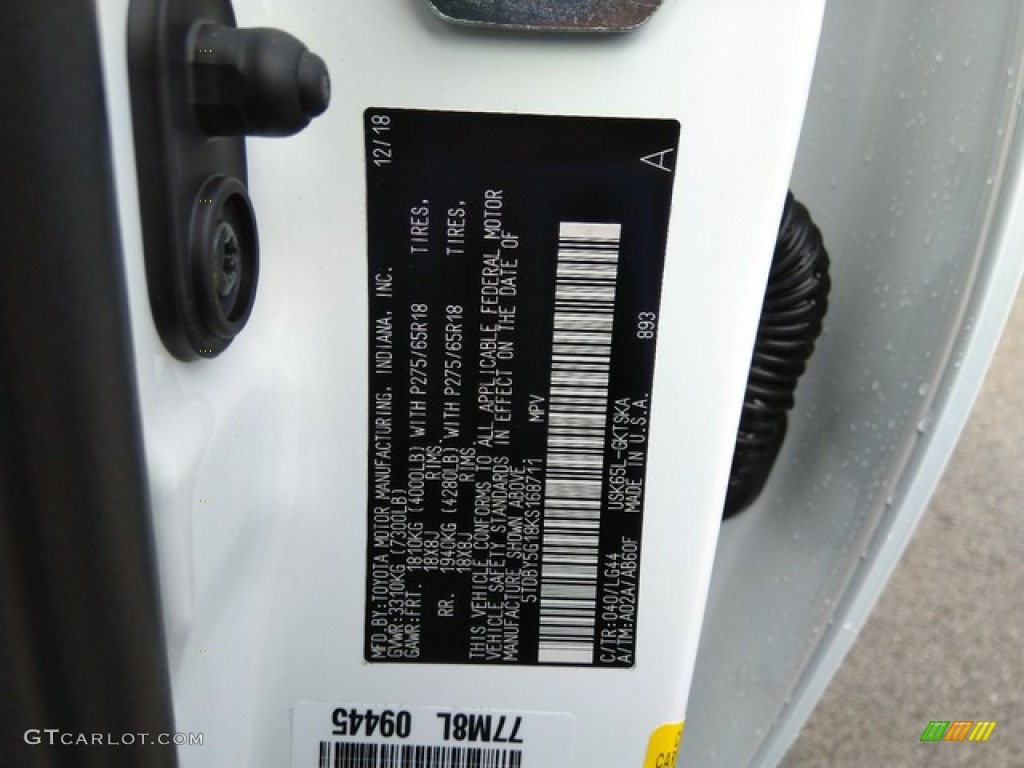 MFD BY:TOYOTA MOTOR MANUFACTURING, INDIANA, INC. 12/18
GVWR:3310KG (7300LB)
GAWR:FRT. 1810KG (4000LB) WITH P275/65R18 TIRES,
18X8J RIMS.
RR. 1940KG (4280LB) WITH P275/65R18 TIRES,
18X8J RIMS.
THIS VEHICLE CONFORMS TO ALL APPLICABLE FEDERAL MOTOR
VEHICLE SAFETY STANDARDS IN EFFECT ON THE DATE OF
MANUFACTURE SHOWN ABOVE.
5TDBY5G18KS168711 MPV
C/TR:040/LG44 USK65L-GKTSKA 893 A
A/TM:A02A/AB60F MADE IN U.S.A.
77M8L 09445
GTCARLOT.COM